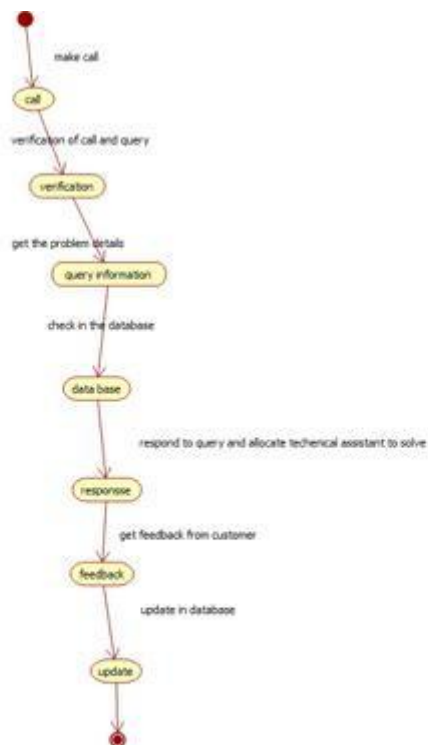 make call
call
verification of call and query
verification
get the problem details
query information
check in the database
data base
respond to query and allocate techenical assistant to solve
responsse
get feedback from customer
feedback
update in database
update